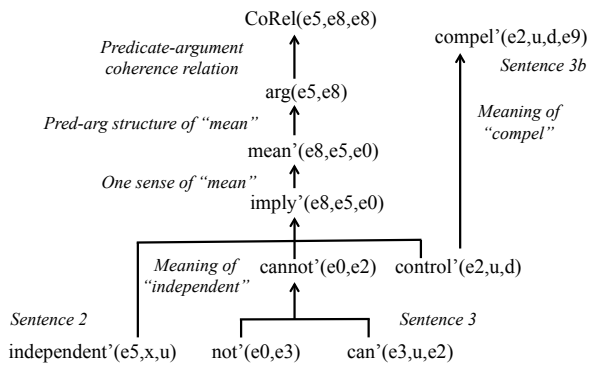 CoRel(e5,e8,e8)
Predicate-argument
coherence relation
compel’(e2,u,d,e9)
Sentence 3b
arg(e5,e8)
Pred-arg structure of “mean”
Meaning of
“compel”
mean’(e8,e5,e0)
One sense of “mean”
imply’(e8,e5,e0)
Meaning of
“independent”
cannot’(e0,e2)
control’(e2,u,d)
Sentence 2
Sentence 3
independent’(e5,x,u)
not’(e0,e3)
can’(e3,u,e2)